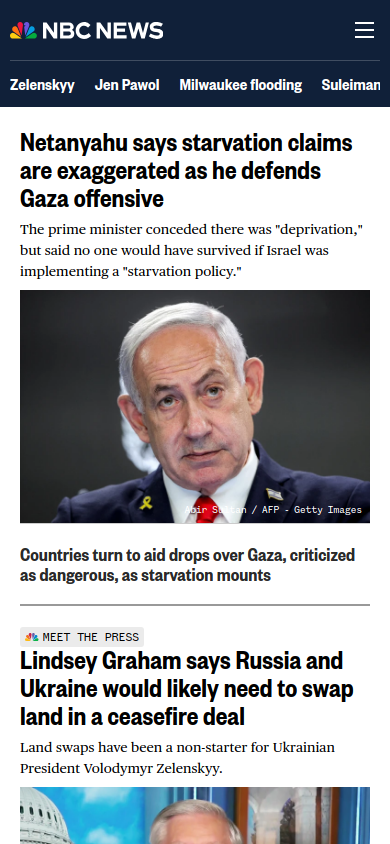 NBC NEWS
Zelenskyy Jen Pawol Milwaukee flooding Suleiman
Netanyahu says starvation claims
are exaggerated as he defends
Gaza offensive
The prime minister conceded there was "deprivation,"
but said no one would have survived if Israel was
implementing a "starvation policy."
Abir Sultan / AFP - Getty Images
Countries turn to aid drops over Gaza, criticized
as dangerous, as starvation mounts
MEET THE PRESS
Lindsey Graham says Russia and
Ukraine would likely need to swap
land in a ceasefire deal
Land swaps have been a non-starter for Ukrainian
President Volodymyr Zelenskyy.